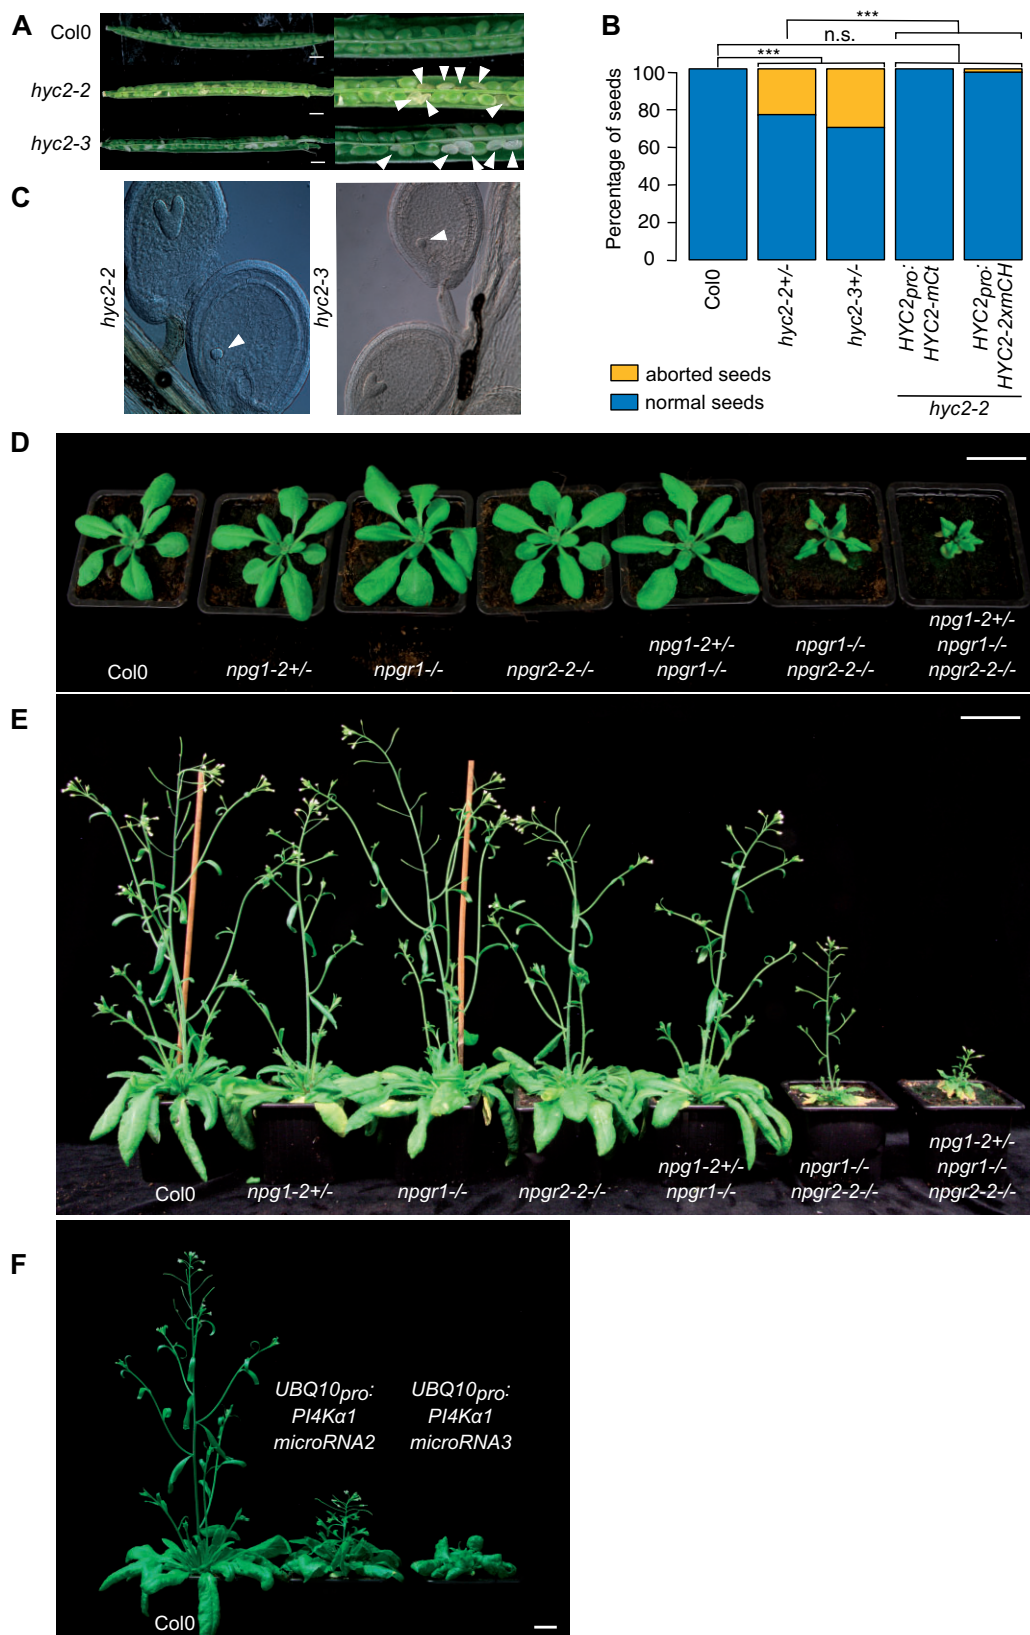 A
Col0
hyc2-2
hyc2-3
B
***
n.s.
***
Percentage of seeds
100
80
60
40
20
0
Col0
hyc2-2+/-
hyc2-3+/-
HYC2pro:
HYC2-mCt
HYC2pro:
HYC2-2xmCH
hyc2-2
aborted seeds
normal seeds
C
hyc2-2
hyc2-3
D
Col0
npg1-2+/-
npgr1-/-
npgr2-2-/-
npg1-2+/-
npgr1-/-
npgr1-/-
npgr2-2-/-
npg1-2+/-
npgr1-/-
npgr2-2-/-
E
Col0
npg1-2+/-
npgr1-/-
npgr2-2-/-
npg1-2+/-
npgr1-/-
npgr1-/-
npgr2-2-/-
npg1-2+/-
npgr1-/-
npgr2-2-/-
F
UBQ10pro:
PI4Kα1
microRNA2
UBQ10pro:
PI4Kα1
microRNA3
Col0